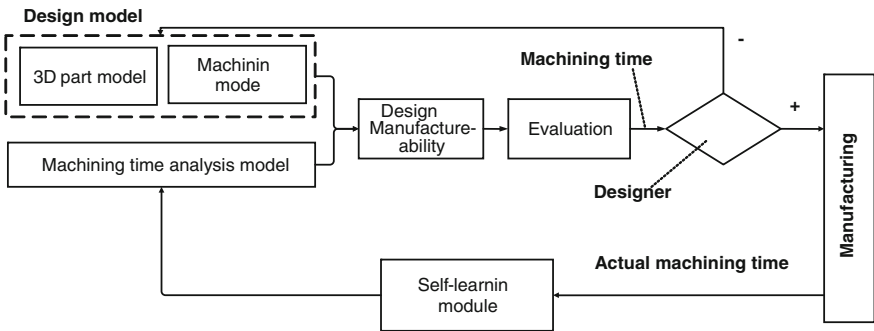 Design model
3D part model
Machinin
mode
Machining time analysis model
Design
Manufacture-
ability
Evaluation
Machining time
-
+
Designer
Manufacturing
Actual machining time
Self-learnin
module